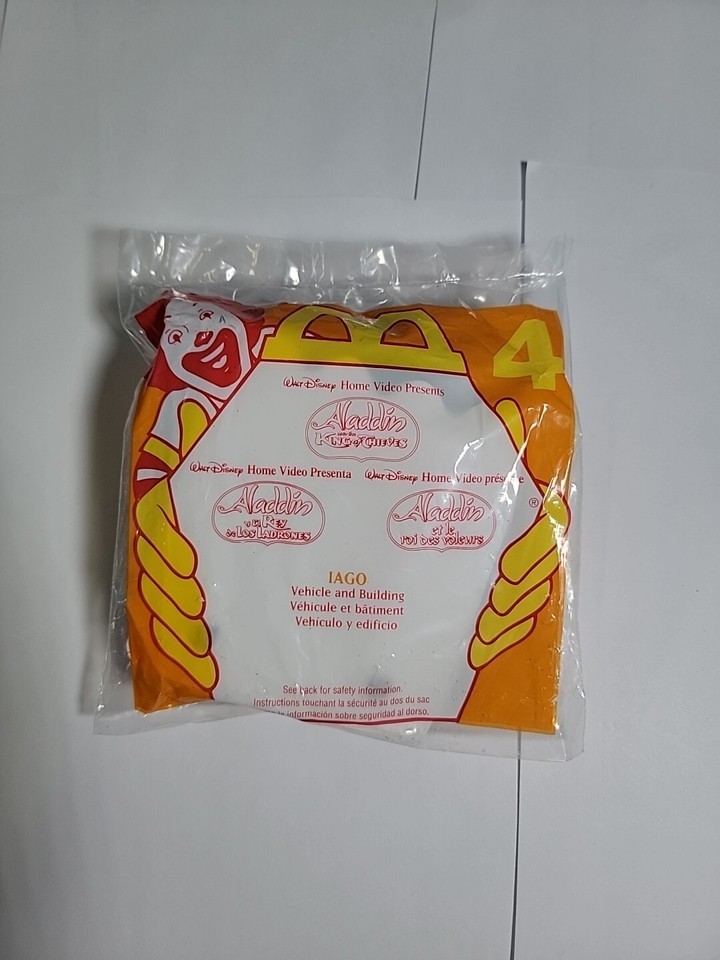 4
WALT DISNEY Home Video Presents
Aladdin
AND THE
KING OF THIEVES
WALT DISNEY Home Video Presenta
Aladdin
y el REY
de LOS LADRONES
WALT DISNEY Home Video
Aladdin
et le
roi des voleurs
®
IAGO
Vehicle and Building
Véhicule et bâtiment
Vehículo y edificio
See back for safety information.
Instructions touchant la sécurité au dos du sac
información sobre seguridad al dorso.